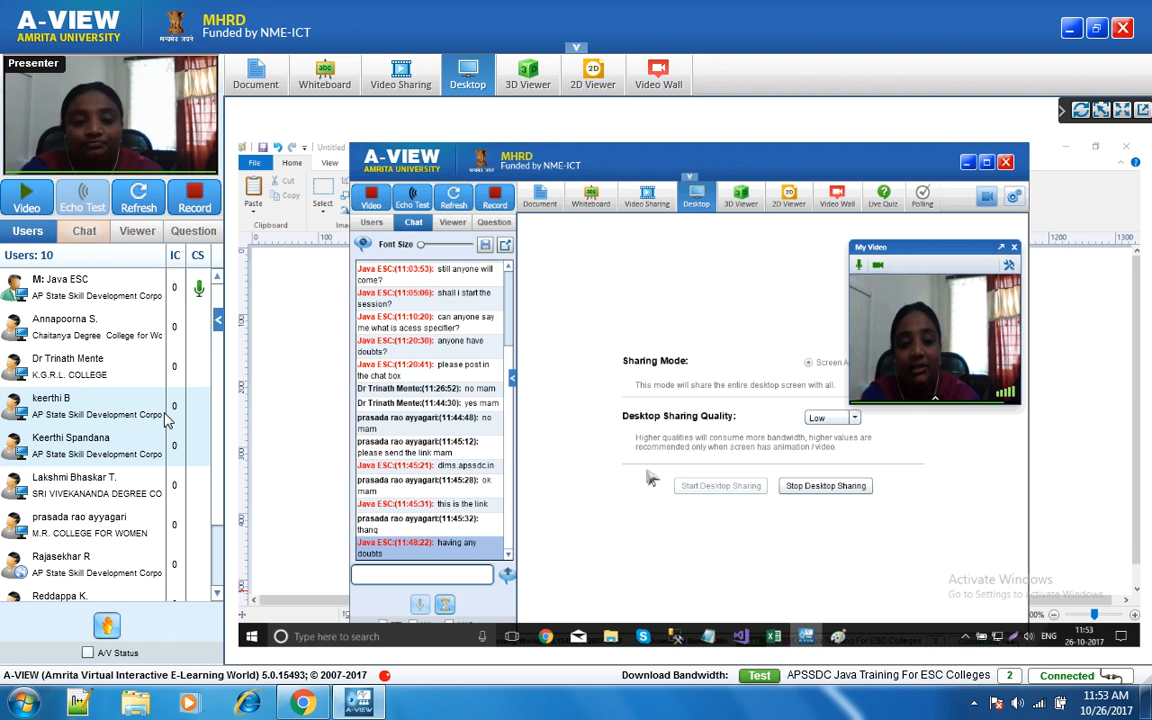 A-VIEW
AMRITA UNIVERSITY
MHRD
Funded by NME-ICT
Presenter
Document
Whiteboard
Video Sharing
Desktop
3D Viewer
2D Viewer
Video Wall
Video
Echo Test
Refresh
Record
Users
Chat
Viewer
Question
Users: 10
IC
CS
M: Java ESC
AP State Skill Development Corpo
0
Annapoorna S.
Chaitanya Degree College for Wo
0
Dr Trinath Mente
K.G.R.L. COLLEGE
0
keerthi B
AP State Skill Development Corpo
0
Keerthi Spandana
AP State Skill Development Corpo
0
Lakshmi Bhaskar T.
SRI VIVEKANANDA DEGREE CO
0
prasada rao ayyagari
M.R. COLLEGE FOR WOMEN
0
Rajasekhar R
AP State Skill Development Corpo
0
Reddappa K.
A/V Status
Untitled
File
Home
View
Paste
Cut
Copy
Select
Clipboard
0
100
1200
1300
A-VIEW
AMRITA UNIVERSITY
MHRD
Funded by NME-ICT
Video
Echo Test
Refresh
Record
Document
Whiteboard
Video Sharing
Desktop
3D Viewer
2D Viewer
Video Wall
Live Quiz
Polling
Users
Chat
Viewer
Question
Font Size
Java ESC:(11:03:53): still anyone will
come?
Java ESC:(11:05:06): shall i start the
session?
Java ESC:(11:10:20): can anyone say
me what is acess specifier?
Java ESC:(11:20:30): anyone have
doubts?
Java ESC:(11:20:41): please post in
the chat box
Dr Trinath Mente:(11:26:52): no mam
Dr Trinath Mente:(11:44:30): yes mam
prasada rao ayyagari:(11:44:48): no
mam
prasada rao ayyagari:(11:45:12):
please send the link mam
Java ESC:(11:45:21): dlms.apssdc.in
prasada rao ayyagari:(11:45:28): ok
mam
Java ESC:(11:45:31): this is the link
prasada rao ayyagari:(11:45:32):
thanq
Java ESC:(11:48:22): having any
doubts
My Video
Sharing Mode:
Screen A
This mode will share the entire desktop screen with all.
Desktop Sharing Quality:
Low
Higher qualities will consume more bandwidth, higher values are
recommended only when screen has animation / video.
Start Desktop Sharing
Stop Desktop Sharing
Activate Windows
Go to Settings to activate Windows.
00%
Type here to search
ENG
11:53
26-10-2017
A-VIEW (Amrita Virtual Interactive E-Learning World) 5.0.15493; © 2007-2017
Download Bandwidth:
Test
APSSDC Java Training For ESC Colleges
2
Connected
11:53 AM
10/26/2017